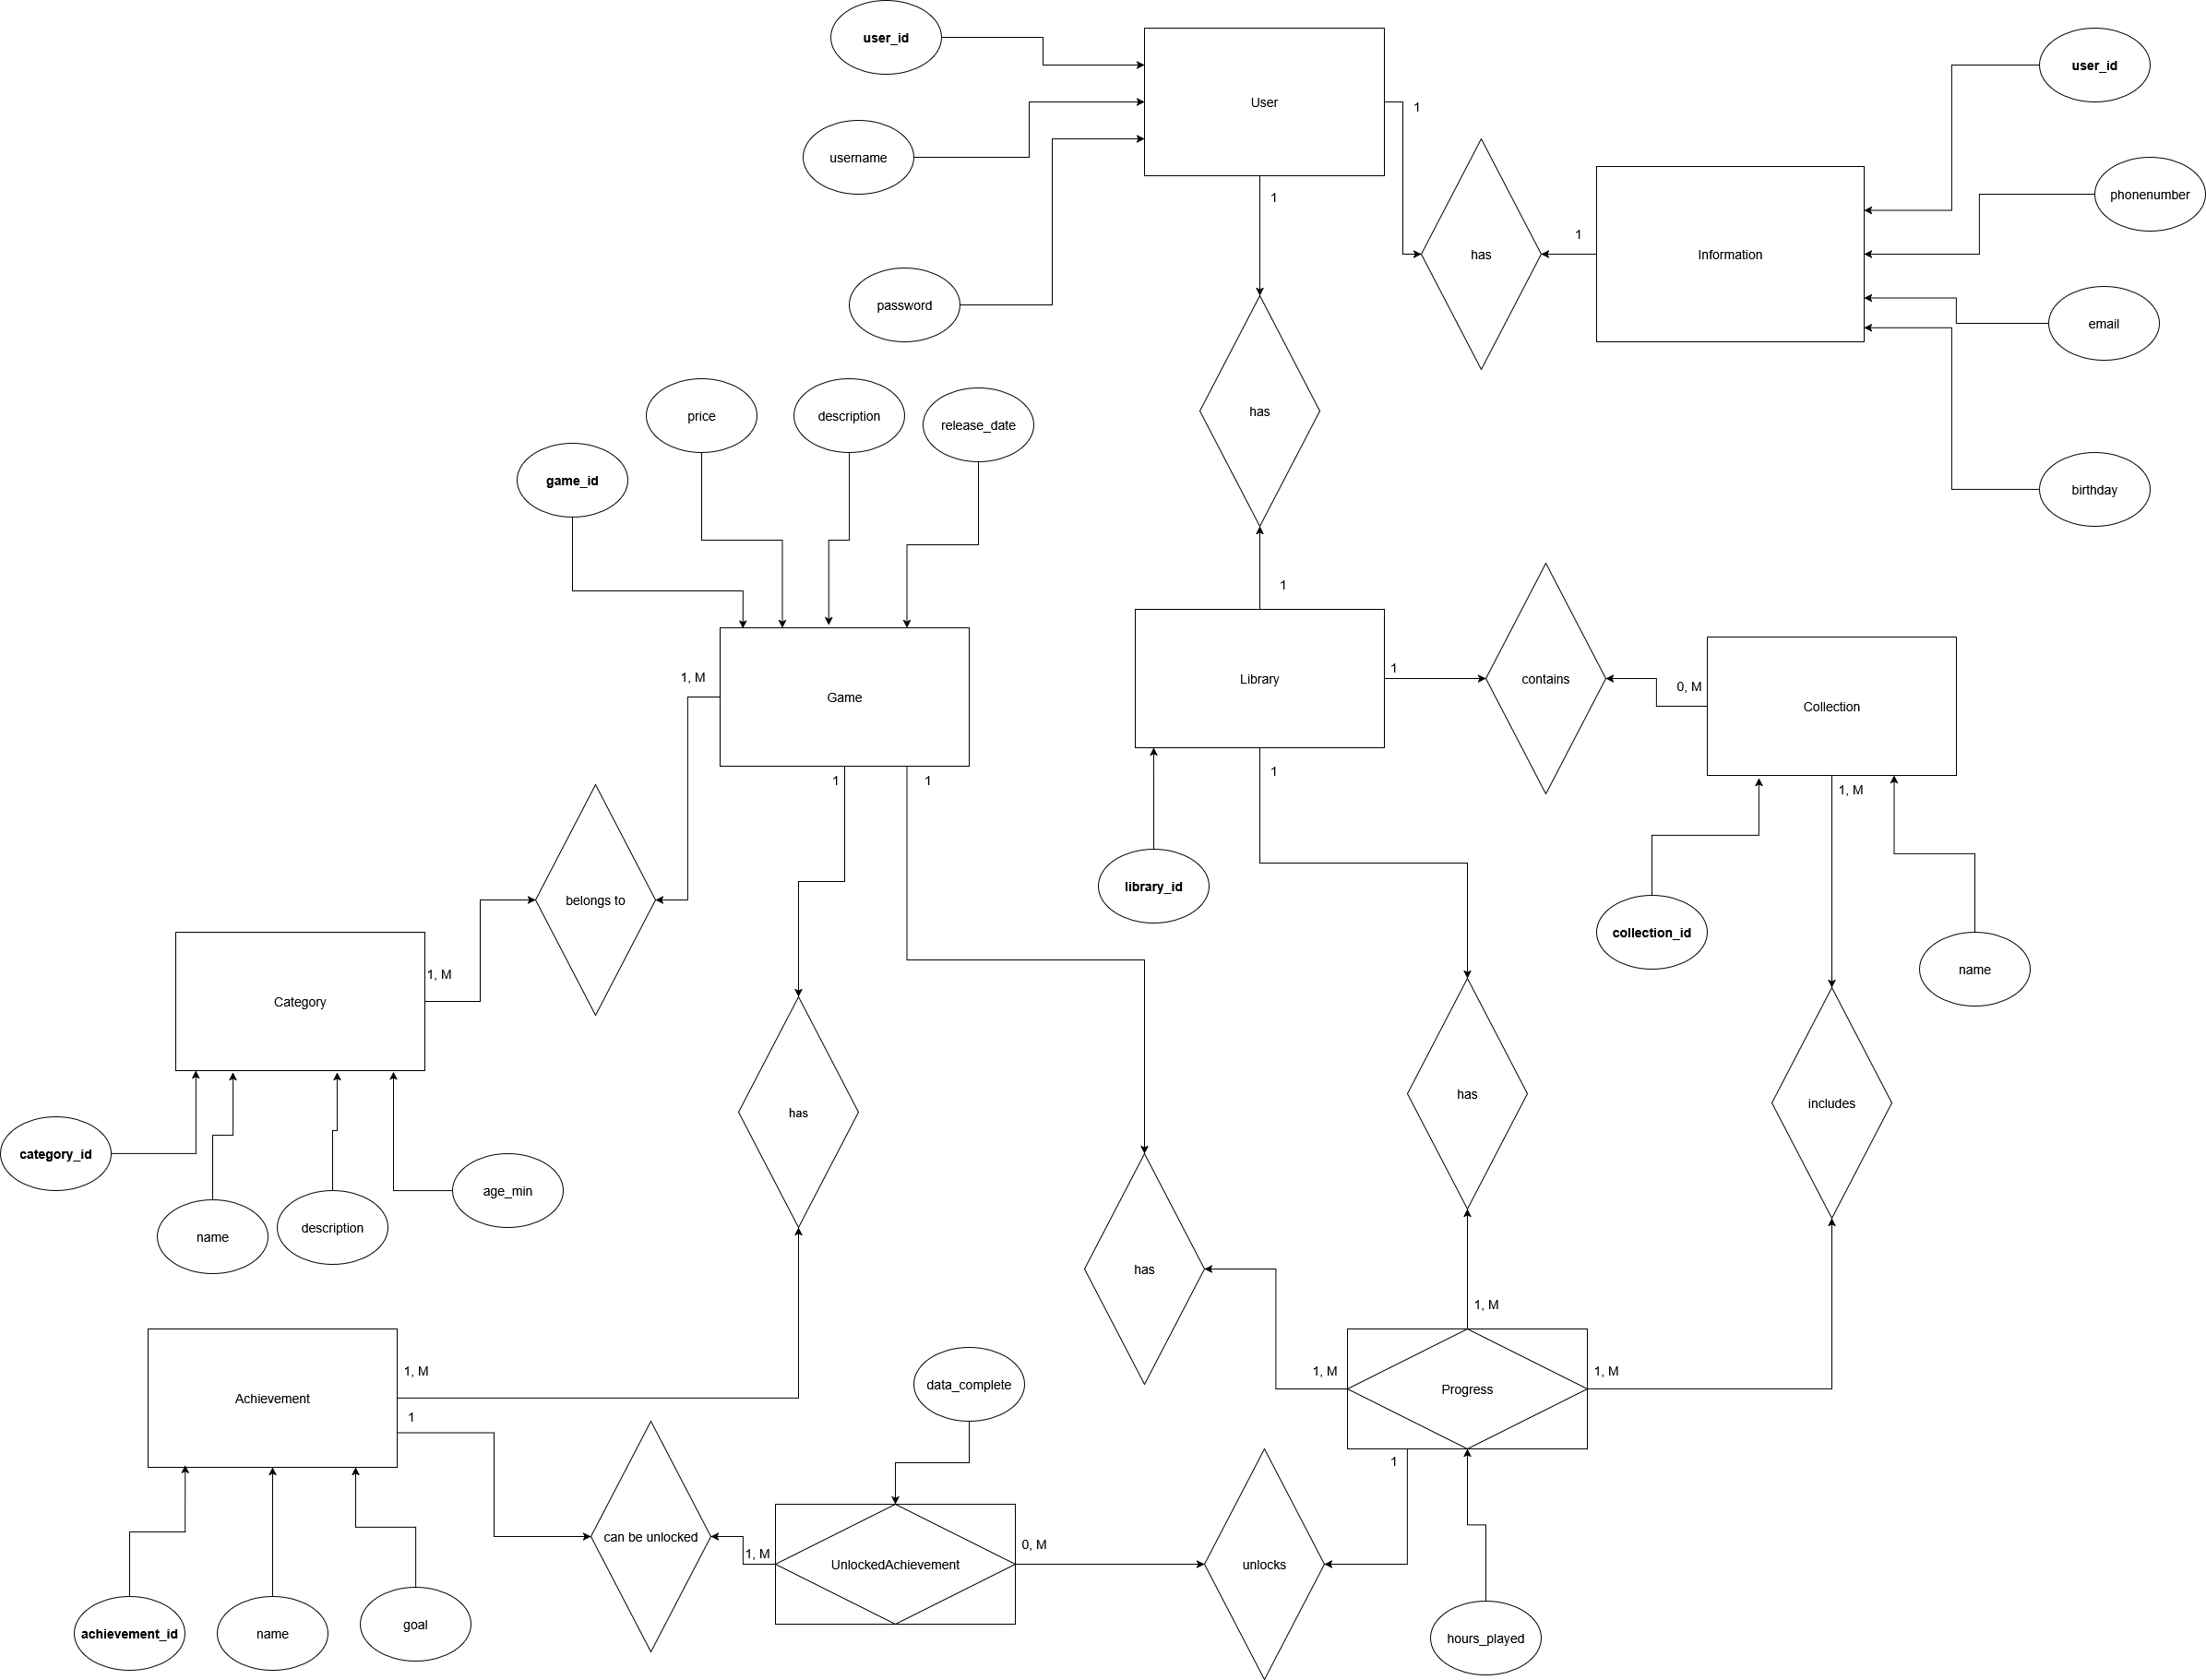 user_id
User
user_id
1
username
phonenumber
1
1
has
Information
password
email
price
description
release_date
has
game_id
birthday
1
1, M
Game
1
Library
contains
0, M
Collection
1
1
1
1, M
belongs to
library_id
collection_id
name
1, M
Category
has
has
includes
category_id
name
description
age_min
has
1, M
Achievement
1, M
1
data_complete
1, M
Progress
1, M
1
can be unlocked
1, M
UnlockedAchievement
0, M
unlocks
achievement_id
name
goal
hours_played